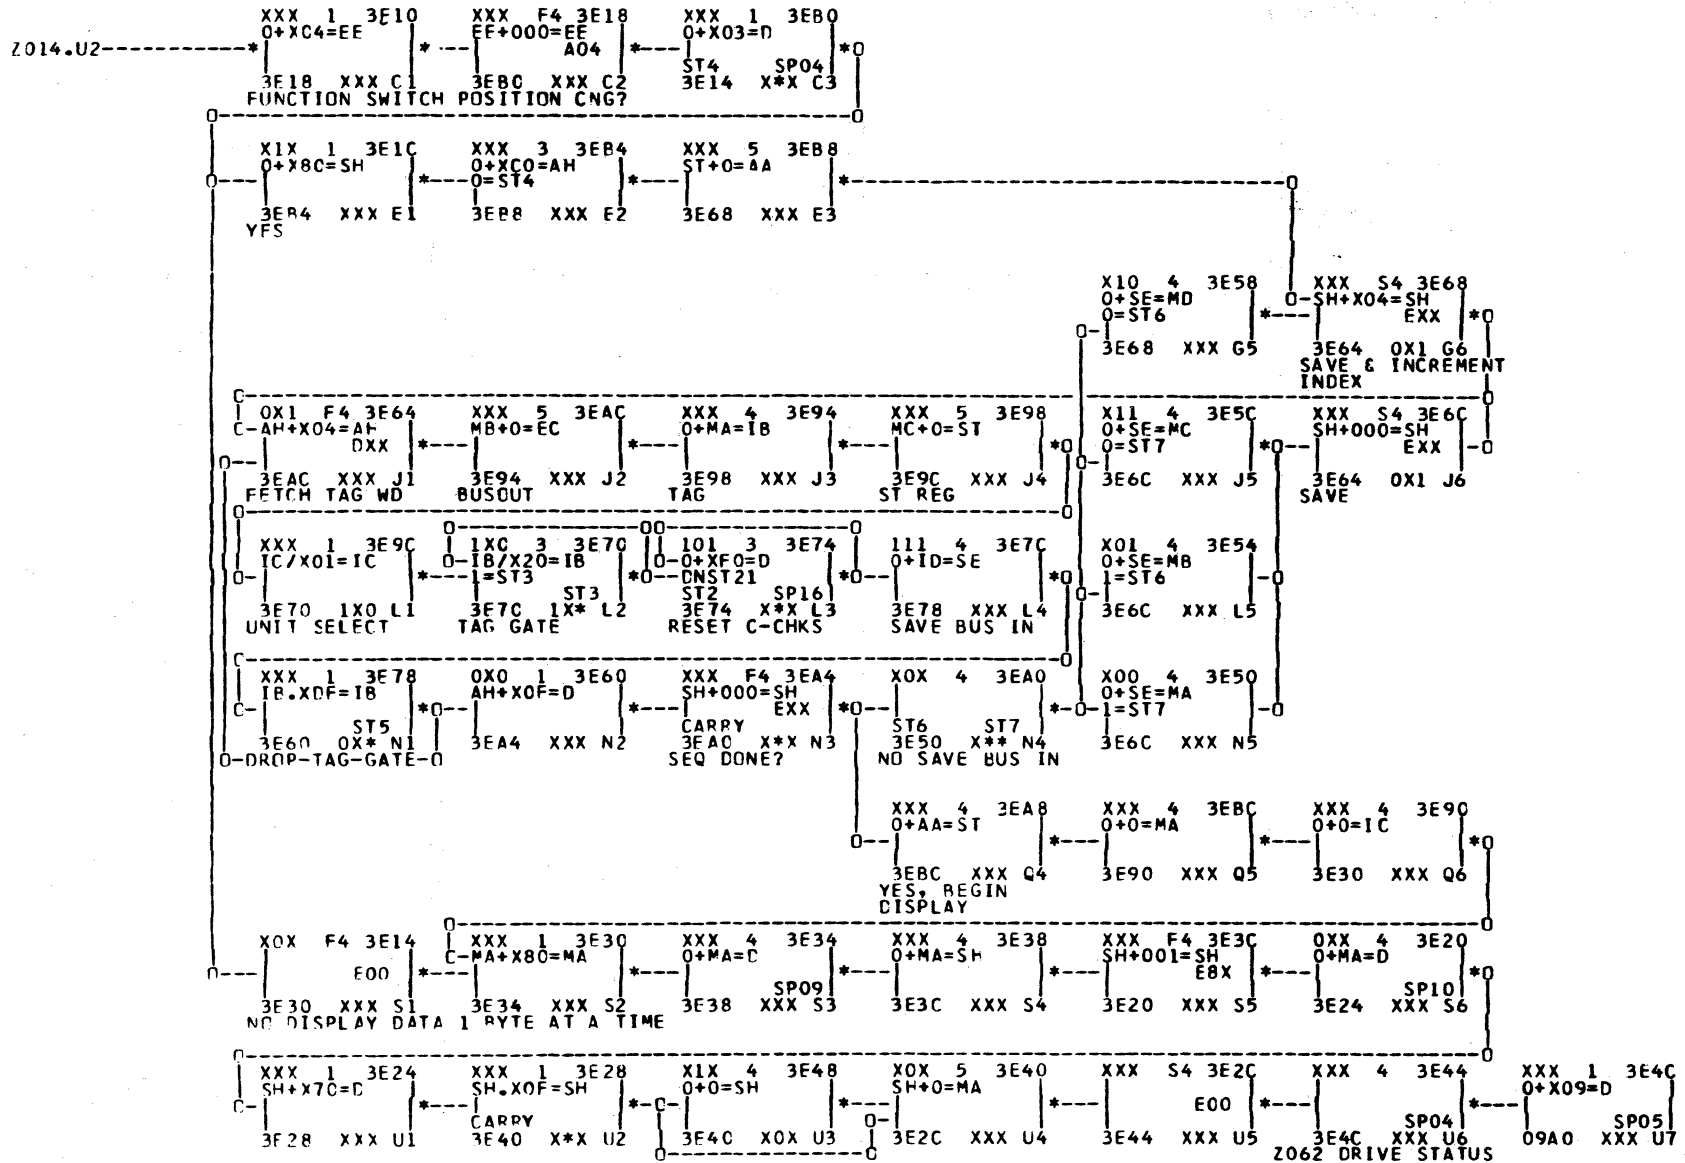 XXX 1 3E10 XXX F4 3E18 XXX 1 3EB0
0+XC4=EE EE+000=EE 0+X03=D
Z014.U2 A04
ST4 SP04
3E18 XXX C1 3EBC XXX C2 3E14 X*X C3
FUNCTION SWITCH POSITION CNG?
X1X 1 3E1C XXX 3 3EB4 XXX 5 3EB8
0+X8C=SH 0+XC0=AH ST+0=AA
0=ST4
3EB4 XXX E1 3EB8 XXX E2 3E68 XXX E3
YES
X10 4 3E58 XXX S4 3E68
0+SE=MD SH+X04=SH
0=ST6 EXX
3E68 XXX G5 3E64 0X1 G6
SAVE & INCREMENT
INDEX
0X1 F4 3E64 XXX 5 3EAC XXX 4 3E94 XXX 5 3E98 X11 4 3E5C XXX S4 3E6C
AH+X04=AH MB+0=EC 0+MA=IB MC+0=ST 0+SE=MC SH+000=SH
DXX 0=ST7 EXX
3EAC XXX J1 3E94 XXX J2 3E98 XXX J3 3E9C XXX J4 3E6C XXX J5 3E64 0X1 J6
FETCH TAG WD BUSOUT TAG ST REG SAVE
XXX 1 3E9C 1XC 3 3E70 101 3 3E74 111 4 3E7C X01 4 3E54
IC/X01=IC IB/X20=IB 0+XF0=D 0+ID=SE 0+SE=MB
1=ST3 DNST21 1=ST6
ST3 ST2 SP16
3E70 1X0 L1 3E7C 1X* L2 3E74 X*X L3 3E78 XXX L4 3E6C XXX L5
UNIT SELECT TAG GATE RESET C-CHKS SAVE BUS IN
XXX 1 3E78 0X0 1 3E60 XXX F4 3EA4 X0X 4 3EA0 X00 4 3E50
IB.XDF=IB AH+X0F=D SH+000=SH 0+SE=MA
EXX 1=ST7
ST5 CARRY ST6 ST7
3E60 0X* N1 3EA4 XXX N2 3EA0 X*X N3 3E50 X** N4 3E6C XXX N5
DROP-TAG-GATE SEQ DONE? NO SAVE BUS IN
XXX 4 3EA8 XXX 4 3EBC XXX 4 3E90
0+AA=ST 0+0=MA 0+0=IC
3EBC XXX Q4 3E90 XXX Q5 3E30 XXX Q6
YES, BEGIN
DISPLAY
X0X F4 3E14 XXX 1 3E30 XXX 4 3E34 XXX 4 3E38 XXX F4 3E3C 0XX 4 3E20
MA+X80=MA 0+MA=C 0+MA=SH SH+001=SH 0+MA=D
E00 E8X
SP09 SP10
3E30 XXX S1 3E34 XXX S2 3E38 XXX S3 3E3C XXX S4 3E20 XXX S5 3E24 XXX S6
NO DISPLAY DATA 1 BYTE AT A TIME
XXX 1 3E24 XXX 1 3E28 X1X 4 3E48 X0X 5 3E40 XXX S4 3E2C XXX 4 3E44 XXX 1 3E4C
SH+X7C=D SH.X0F=SH 0+0=SH SH+0=MA 0+X09=D
E00
CARRY SP04 SP05
3E28 XXX U1 3E40 X*X U2 3E4C X0X U3 3E2C XXX U4 3E44 XXX U5 3E4C XXX U6 09A0 XXX U7
Z062 DRIVE STATUS